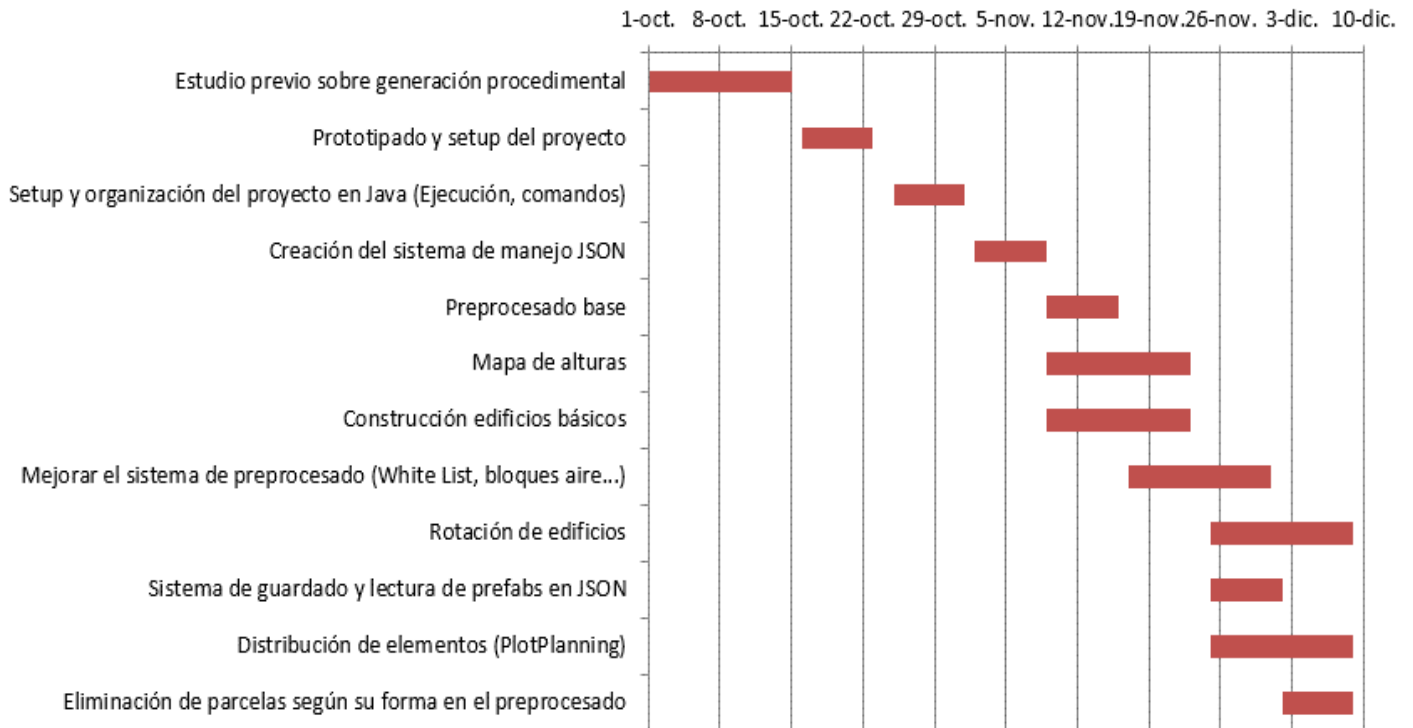 1-oct. 8-oct. 15-oct. 22-oct. 29-oct. 5-nov. 12-nov. 19-nov. 26-nov. 3-dic. 10-dic.
Estudio previo sobre generación procedimental
Prototipado y setup del proyecto
Setup y organización del proyecto en Java (Ejecución, comandos)
Creación del sistema de manejo JSON
Preprocesado base
Mapa de alturas
Construcción edificios básicos
Mejorar el sistema de preprocesado (White List, bloques aire...)
Rotación de edificios
Sistema de guardado y lectura de prefabs en JSON
Distribución de elementos (PlotPlanning)
Eliminación de parcelas según su forma en el preprocesado